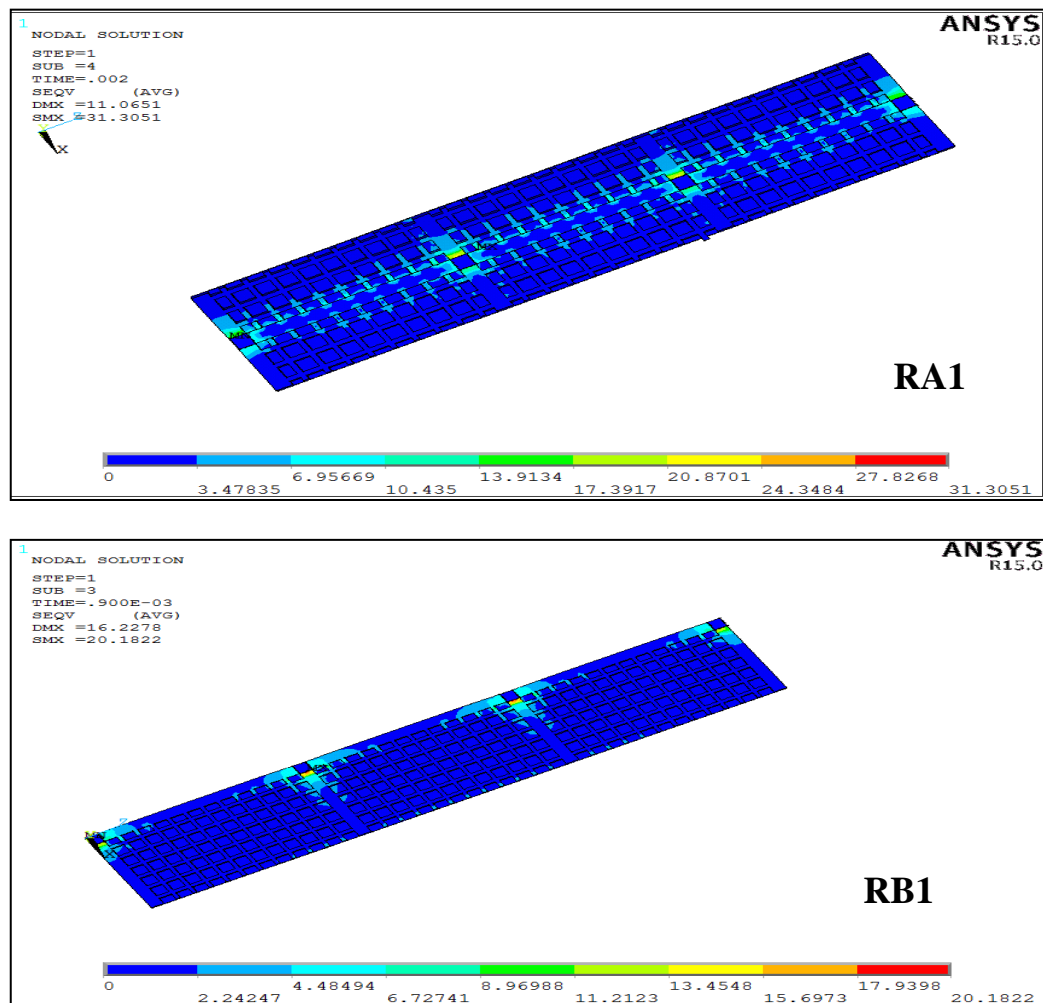 1
NODAL SOLUTION
STEP=1
SUB =4
TIME=.002
SEQV (AVG)
DMX =11.0651
SMX =31.3051
ANSYS
R15.0
Z
X
RA1
0 6.95669 13.9134 20.8701 27.8268
3.47835 10.435 17.3917 24.3484 31.3051
1
NODAL SOLUTION
STEP=1
SUB =3
TIME=.900E-03
SEQV (AVG)
DMX =16.2278
SMX =20.1822
ANSYS
R15.0
Z
RB1
0 4.48494 8.96988 13.4548 17.9398
2.24247 6.72741 11.2123 15.6973 20.1822